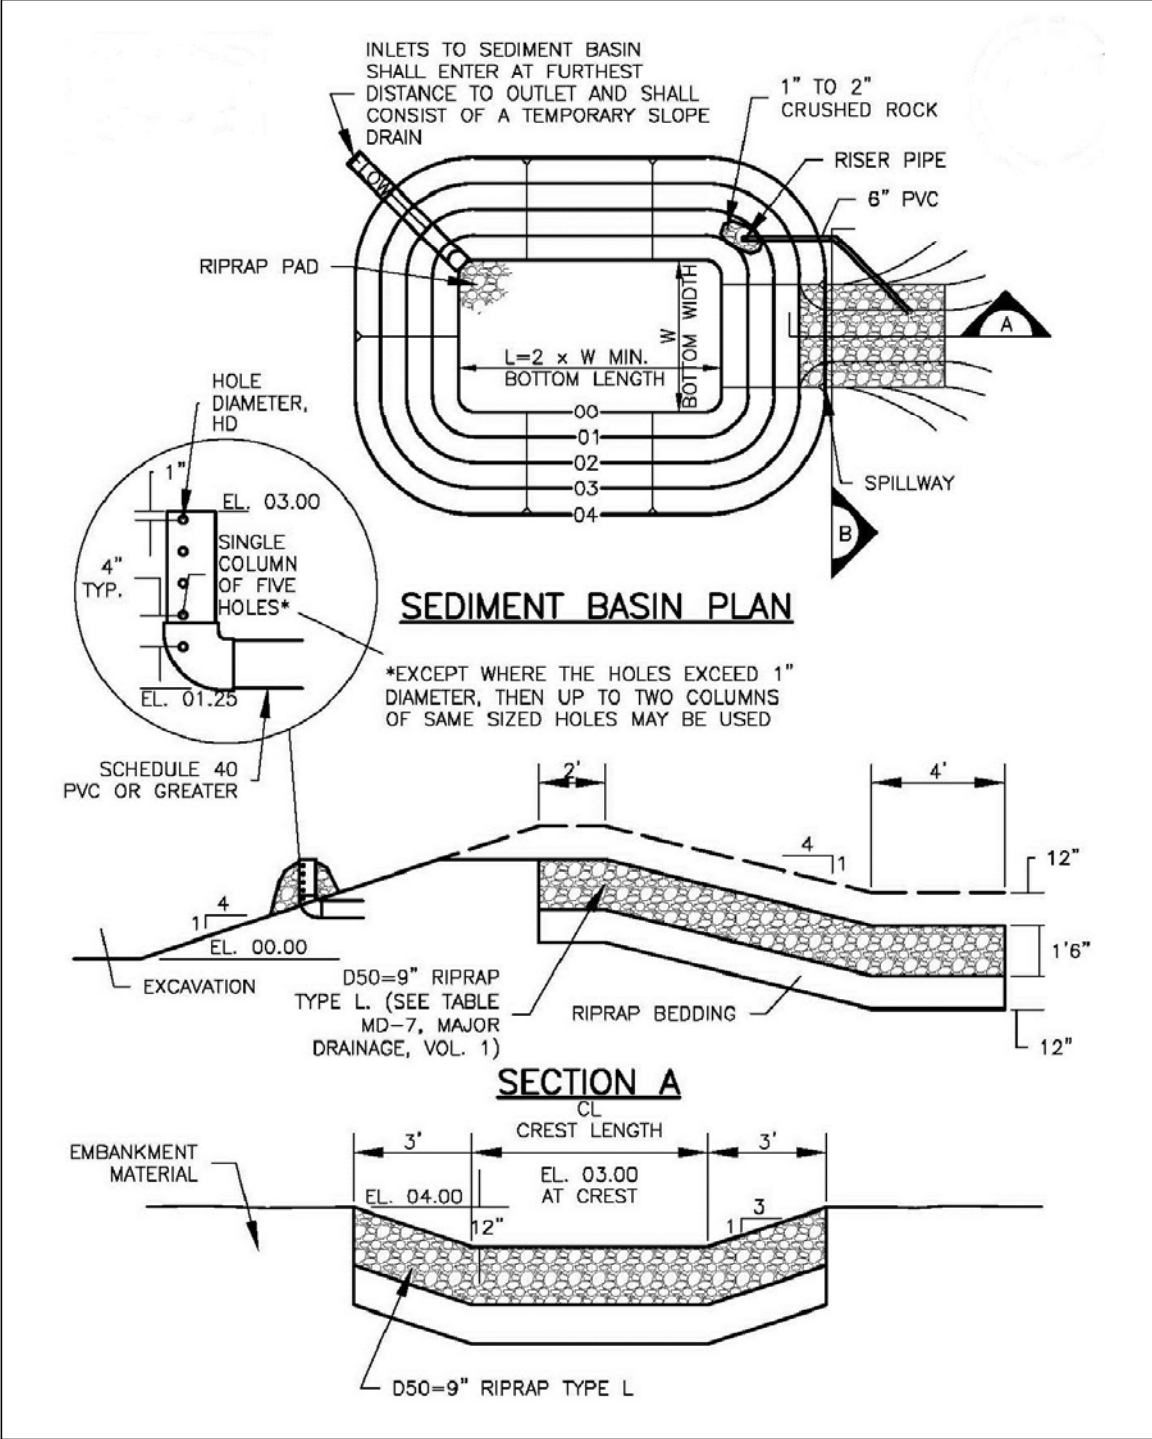 INLETS TO SEDIMENT BASIN
SHALL ENTER AT FURTHEST
DISTANCE TO OUTLET AND SHALL
CONSIST OF A TEMPORARY SLOPE
DRAIN
1" TO 2"
CRUSHED ROCK
RISER PIPE
6" PVC
FLOW
RIPRAP PAD
W
BOTTOM WIDTH
A
L=2 x W MIN.
BOTTOM LENGTH
00
01
02
03
04
SPILLWAY
B
HOLE
DIAMETER,
HD
1"
EL. 03.00
4"
TYP.
SINGLE
COLUMN
OF FIVE
HOLES*
EL. 01.25
SEDIMENT BASIN PLAN
*EXCEPT WHERE THE HOLES EXCEED 1"
DIAMETER, THEN UP TO TWO COLUMNS
OF SAME SIZED HOLES MAY BE USED
SCHEDULE 40
PVC OR GREATER
2'
4'
4
1
12"
4
1
EL. 00.00
EXCAVATION
1'6"
D50=9" RIPRAP
TYPE L. (SEE TABLE
MD-7, MAJOR
DRAINAGE, VOL. 1)
RIPRAP BEDDING
12"
SECTION A
CL
CREST LENGTH
3'
3'
EMBANKMENT
MATERIAL
EL. 04.00
EL. 03.00
AT CREST
12"
3
1
D50=9" RIPRAP TYPE L